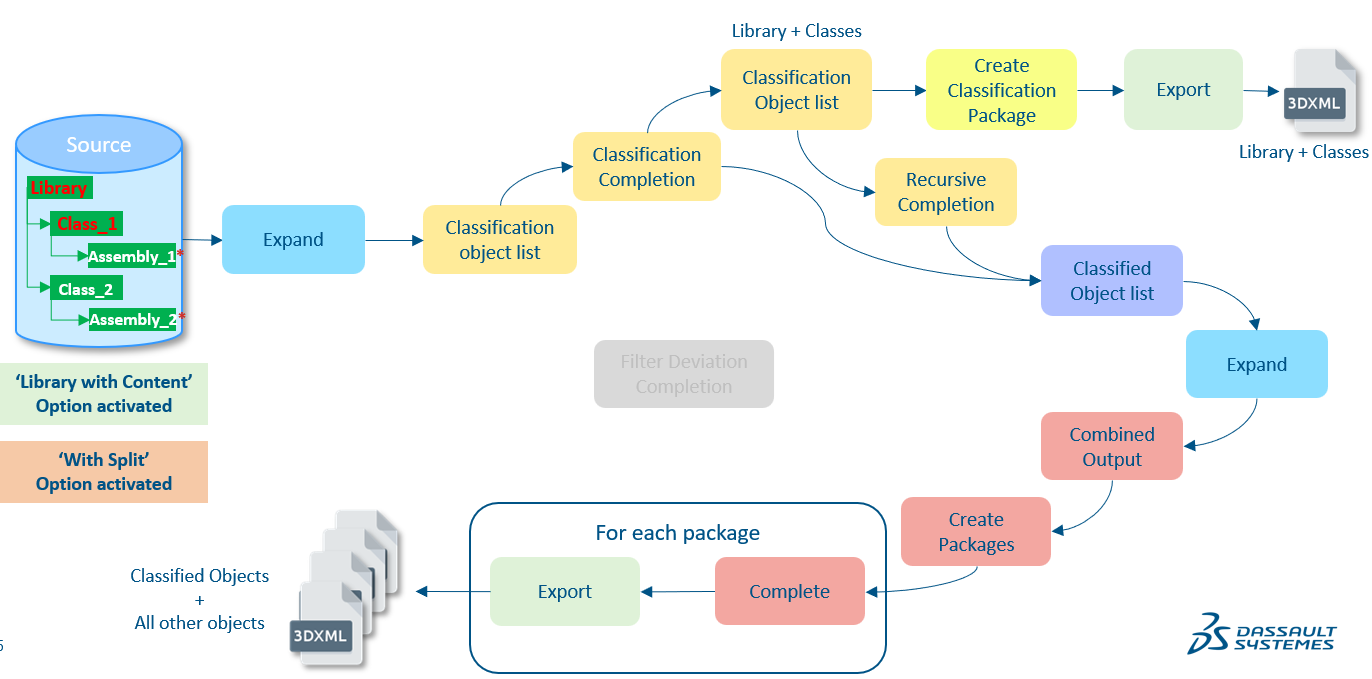 Library + Classes
Classification
Object list
Create
Classification
Package
Export
3DXML
Library + Classes
Source
Library
Class_1
Assembly_1*
Class_2
Assembly_2*
Expand
Classification
object list
Classification
Completion
Recursive
Completion
Classified
Object list
Expand
Filter Deviation
Completion
‘Library with Content’
Option activated
‘With Split’
Option activated
Combined
Output
Create
Packages
For each package
Complete
Export
Classified Objects
+
All other objects
3DXML
DASSAULT
SYSTEMES